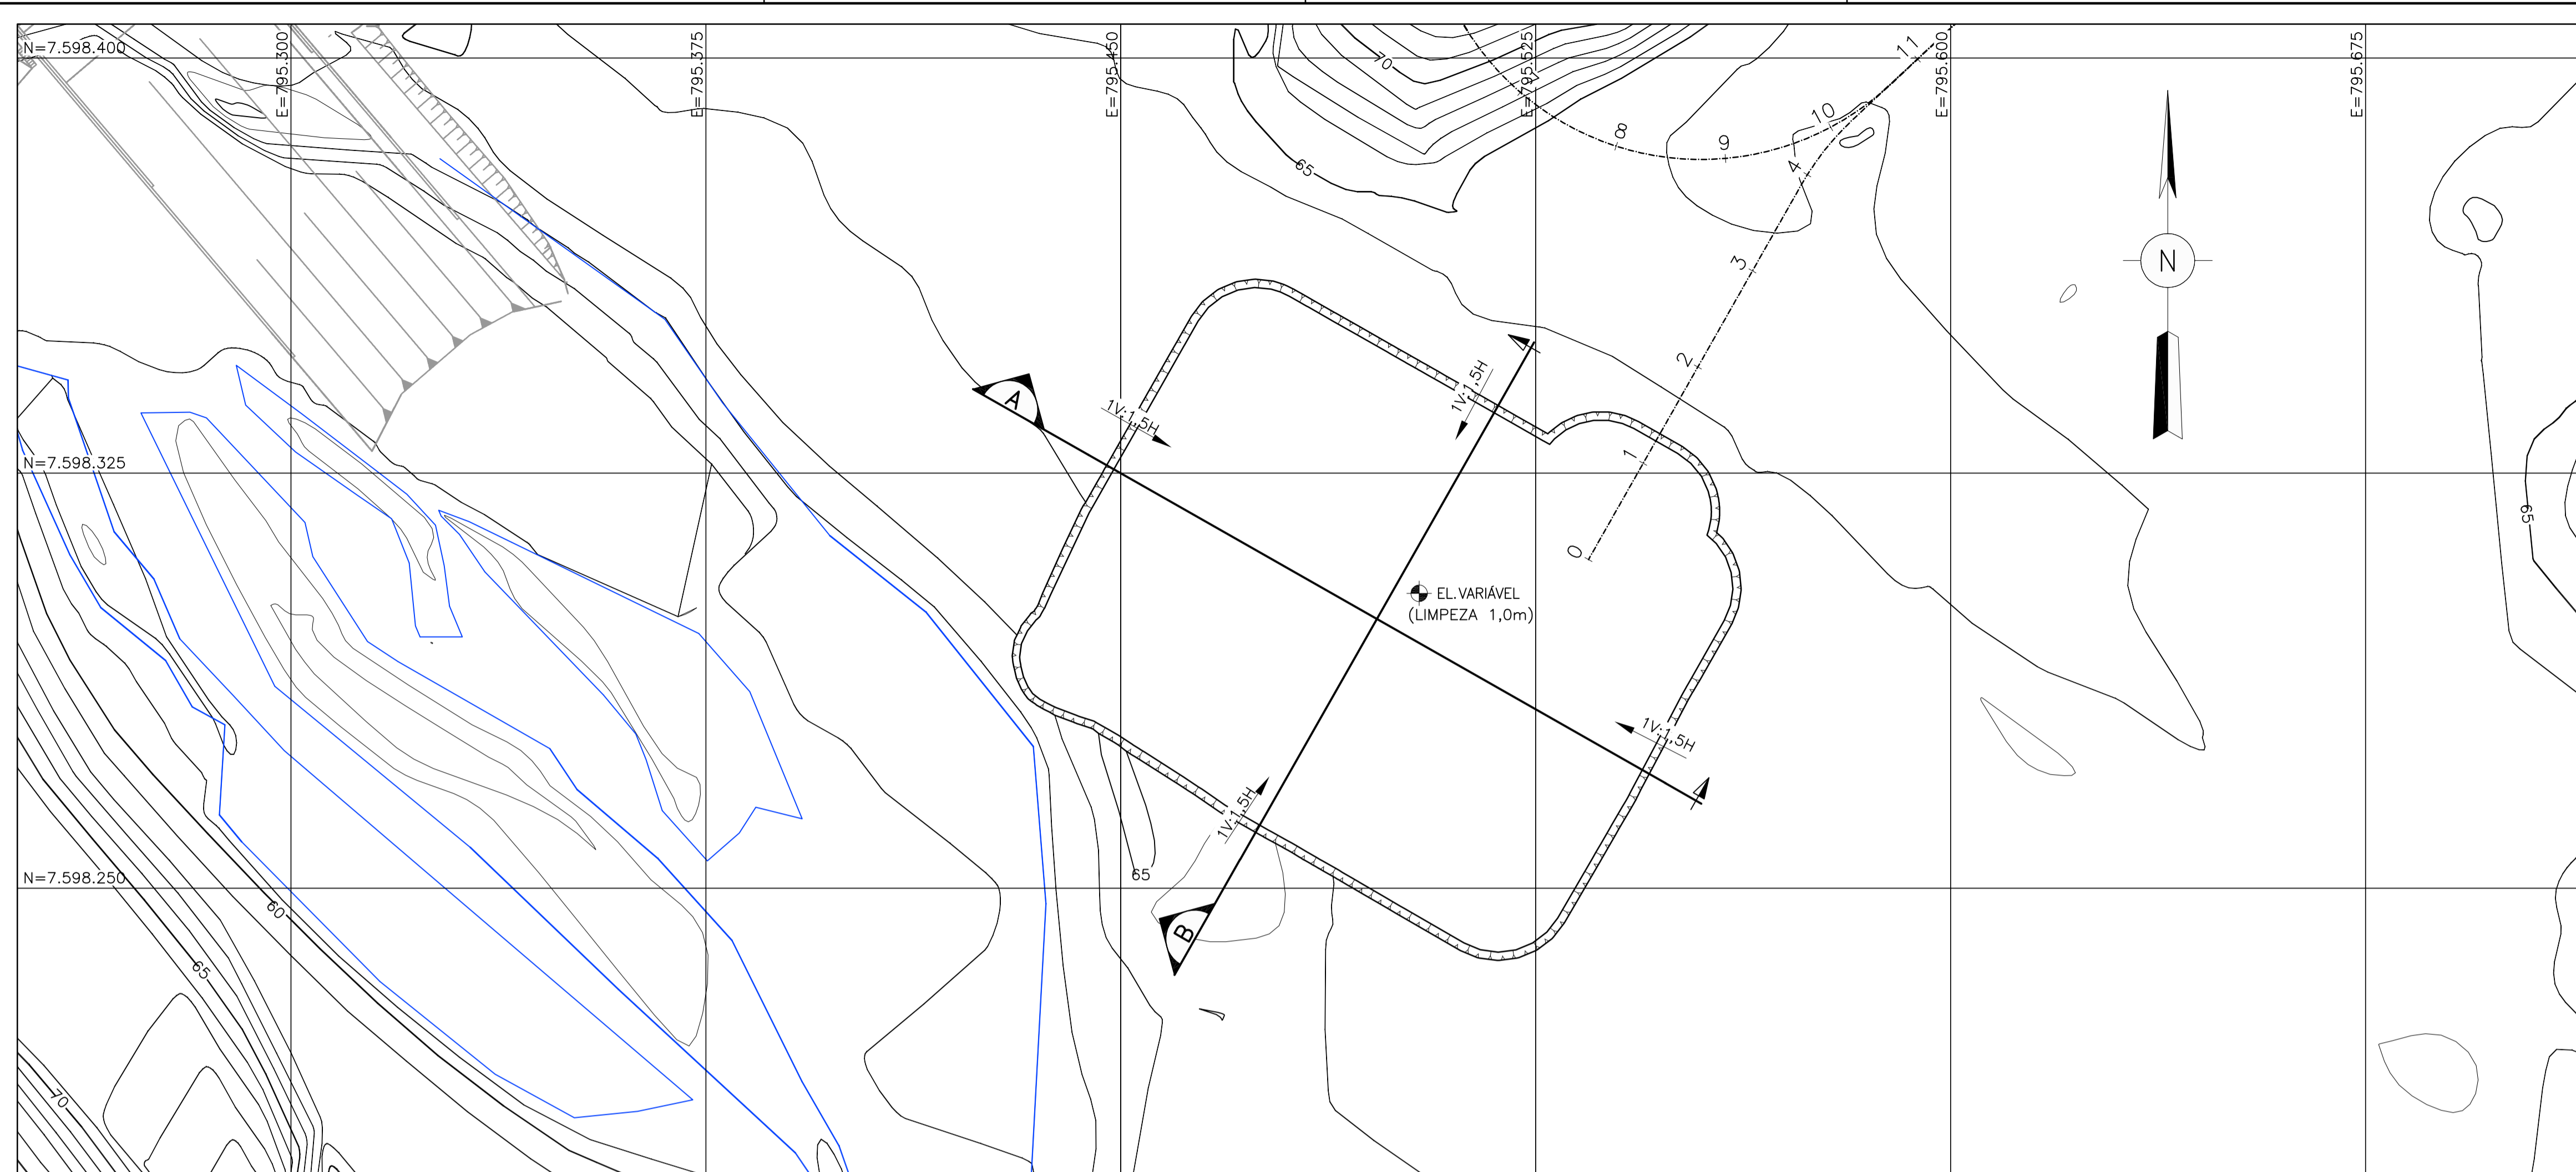 N=7.598.400
E=795.300
E=795.375
E=795.450
E=795.525
E=795.600
E=795.675
70
65
7
8
9
10
11
4
3
2
1
0
N
A
1V:1,5H
1V:1,5H
N=7.598.325
65
EL.VARIÁVEL
(LIMPEZA 1,0m)
1V:1,5H
1V:1,5H
N=7.598.250
65
60
B
65
70